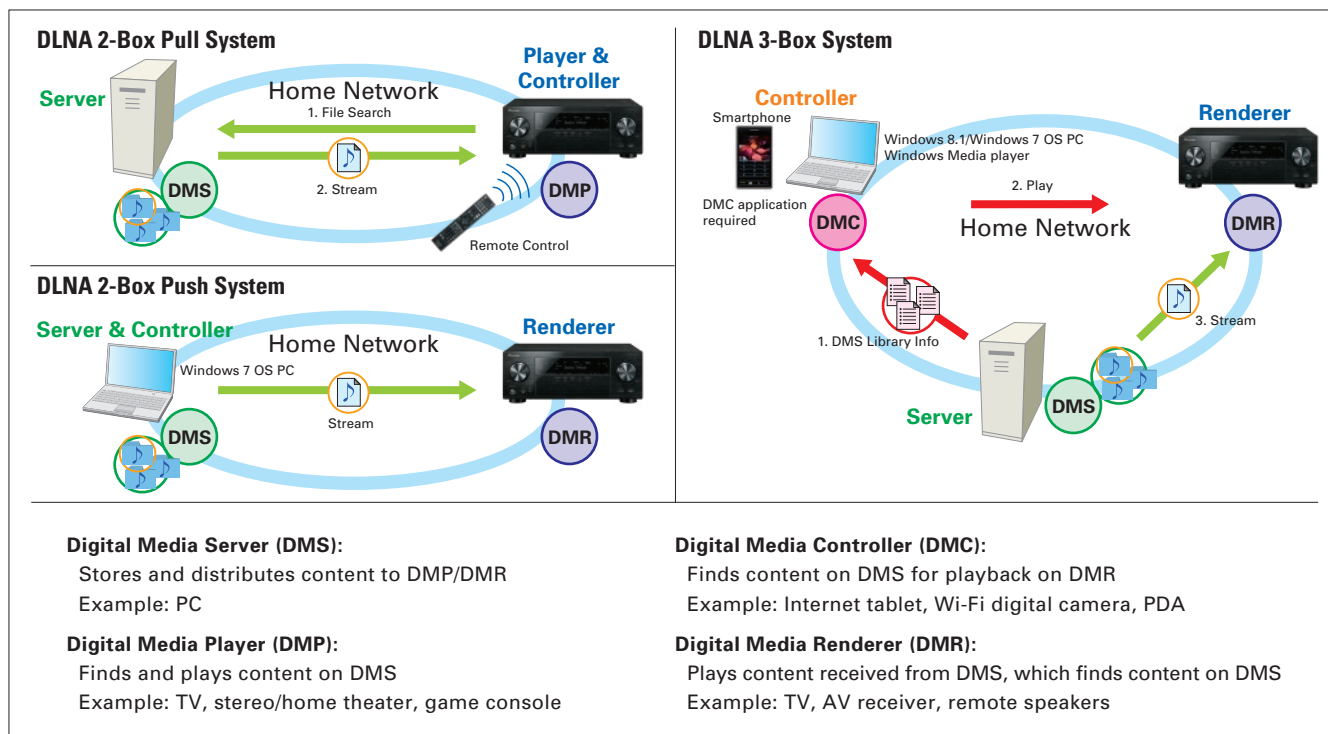 DLNA 2-Box Pull System
Server
Player &
Controller
Home Network
1. File Search
2. Stream
DMS
DMP
Remote Control
DLNA 2-Box Push System
Server & Controller
Renderer
Home Network
Windows 7 OS PC
Stream
DMS
DMR
DLNA 3-Box System
Controller
Smartphone
Renderer
Windows 8.1/Windows 7 OS PC
Windows Media player
DMC application
required
2. Play
DMC
Home Network
DMR
1. DMS Library Info
3. Stream
Server
DMS
Digital Media Server (DMS):
Stores and distributes content to DMP/DMR
Example: PC
Digital Media Player (DMP):
Finds and plays content on DMS
Example: TV, stereo/home theater, game console
Digital Media Controller (DMC):
Finds content on DMS for playback on DMR
Example: Internet tablet, Wi-Fi digital camera, PDA
Digital Media Renderer (DMR):
Plays content received from DMS, which finds content on DMS
Example: TV, AV receiver, remote speakers